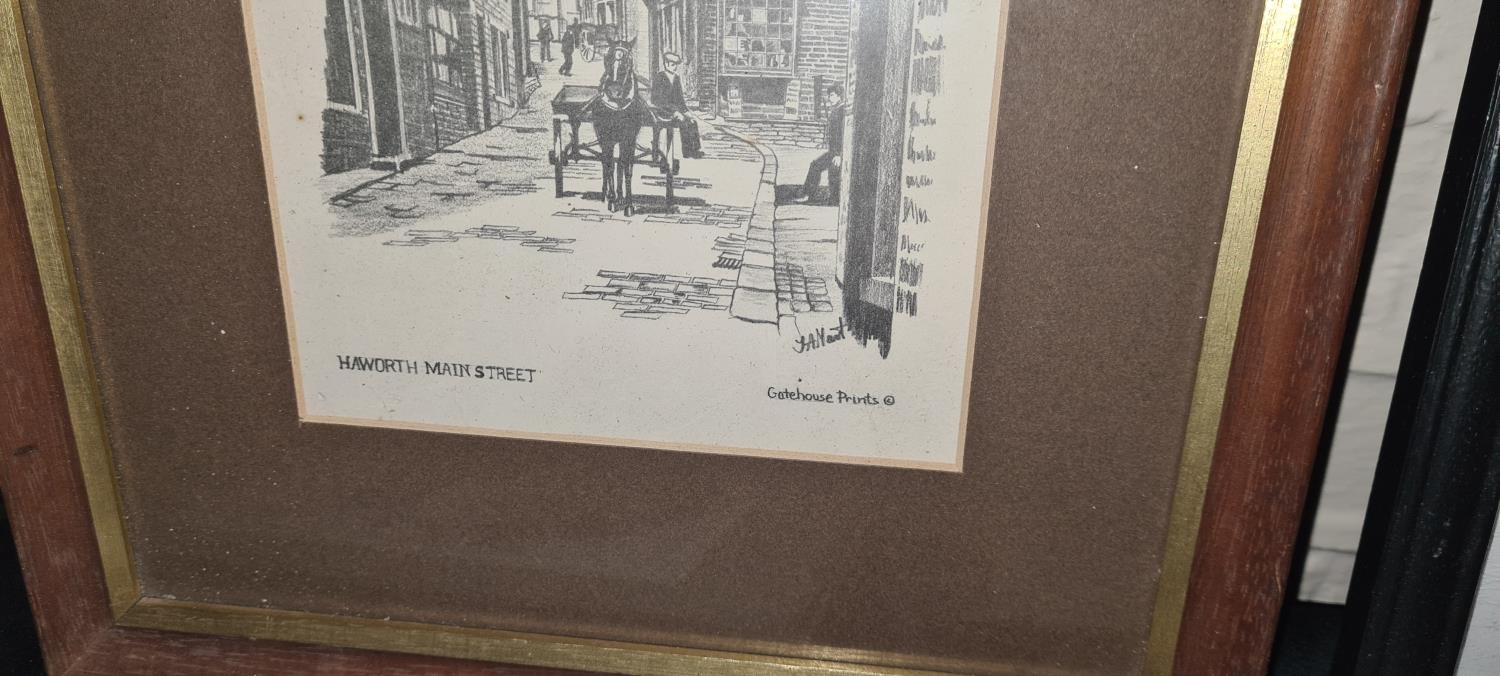 HAWORTH MAIN STREET
Gatehouse Prints ©